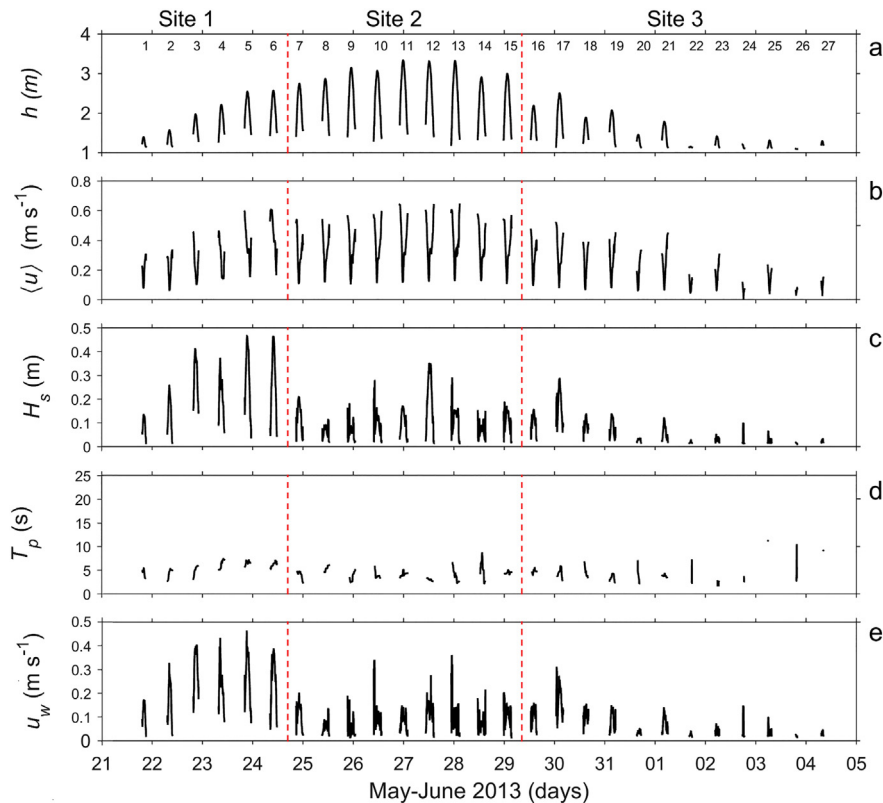 Site 1 Site 2 Site 3
1 2 3 4 5 6 7 8 9 10 11 12 13 14 15 16 17 18 19 20 21 22 23 24 25 26 27
a
h (m)
4
3
2
1
b
⟨u⟩ (m s⁻¹)
0.8
0.6
0.4
0.2
0
c
Hₛ (m)
0.5
0.4
0.3
0.2
0.1
0
d
Tₚ (s)
25
20
15
10
5
0
e
u_w (m s⁻¹)
0.5
0.4
0.3
0.2
0.1
0
21 22 23 24 25 26 27 28 29 30 31 01 02 03 04 05
May-June 2013 (days)